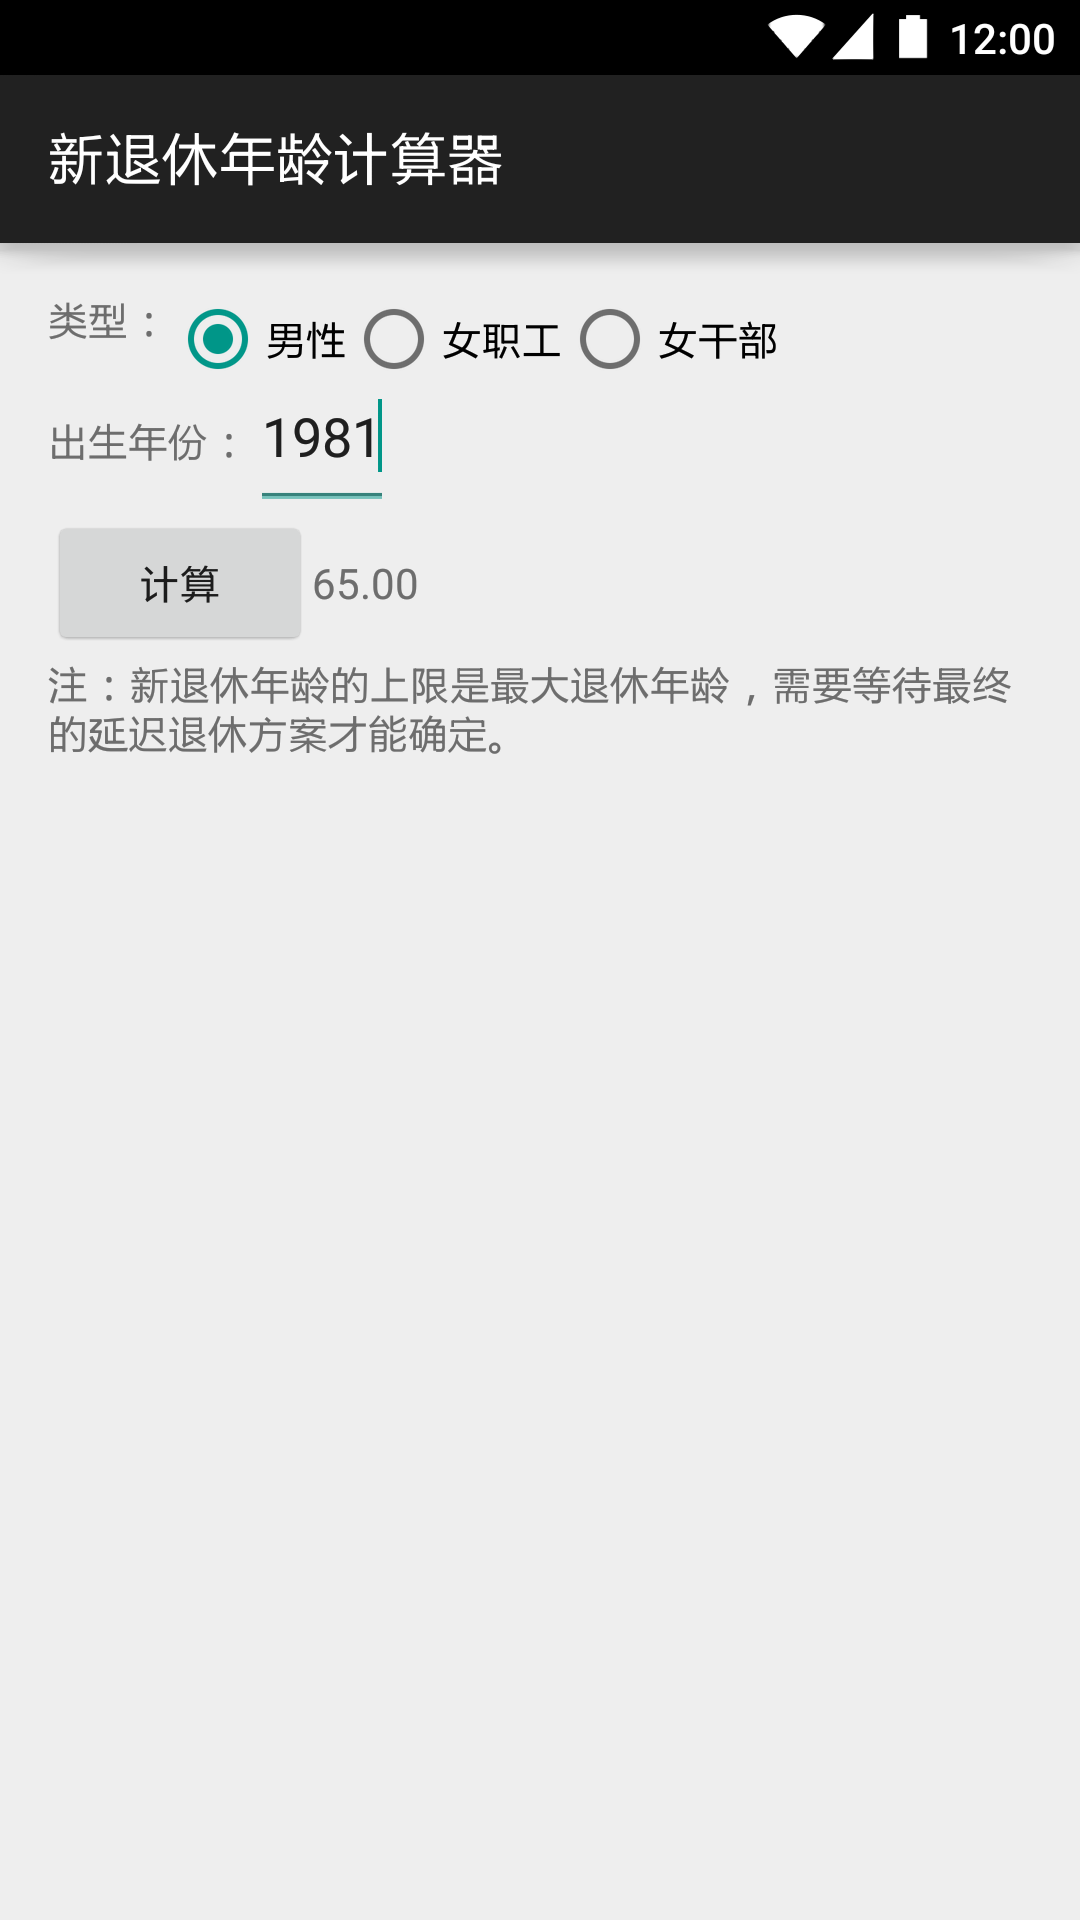 12:00
新退休年龄计算器
类型： 男性 女职工 女干部
出生年份： 1981
计算 65.00
注：新退休年龄的上限是最大退休年龄，需要等待最终
的延迟退休方案才能确定。